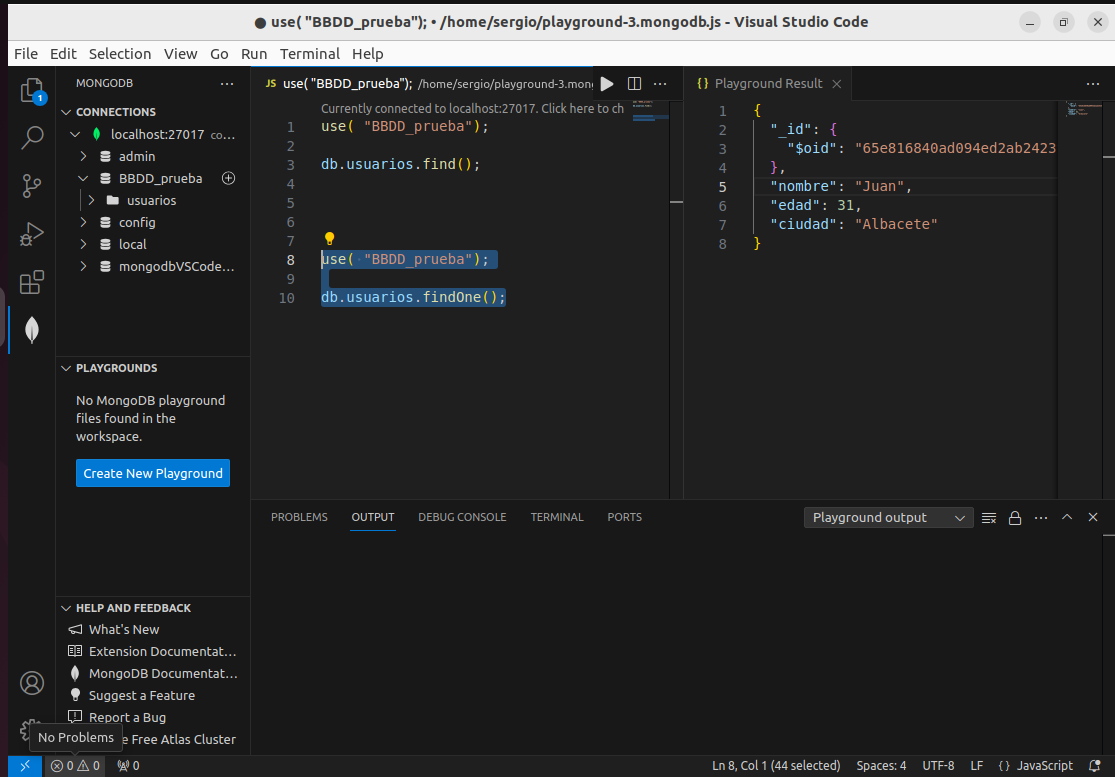 ● use( "BBDD_prueba"); • /home/sergio/playground-3.mongodb.js - Visual Studio Code
File Edit Selection View Go Run Terminal Help
1
MONGODB
CONNECTIONS
localhost:27017 co...
admin
BBDD_prueba
usuarios
config
local
mongodbVSCode...
PLAYGROUNDS
No MongoDB playground
files found in the
workspace.
Create New Playground
HELP AND FEEDBACK
What's New
Extension Documentat...
MongoDB Documentat...
Suggest a Feature
Report a Bug
e Free Atlas Cluster
No Problems
JS use( "BBDD_prueba"); /home/sergio/playground-3.mong
Currently connected to localhost:27017. Click here to ch
1 use( "BBDD_prueba");
2
3 db.usuarios.find();
4
5
6
7
8 use( "BBDD_prueba");
9
10 db.usuarios.findOne();
{} Playground Result
1 {
2 "_id": {
3 "$oid": "65e816840ad094ed2ab2423
4 },
5 "nombre": "Juan",
6 "edad": 31,
7 "ciudad": "Albacete"
8 }
PROBLEMS OUTPUT DEBUG CONSOLE TERMINAL PORTS
Playground output
0 0 0
Ln 8, Col 1 (44 selected) Spaces: 4 UTF-8 LF {} JavaScript